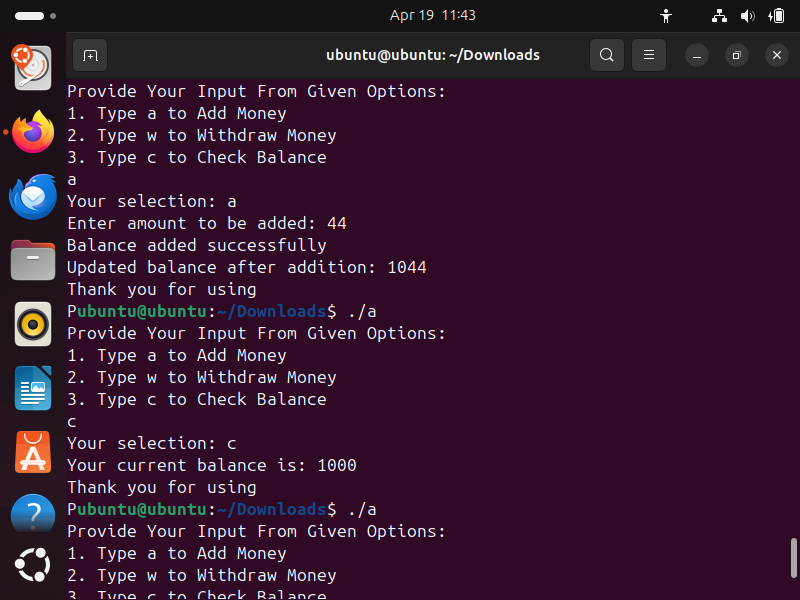 Apr 19 11:43
ubuntu@ubuntu: ~/Downloads
Provide Your Input From Given Options:
1. Type a to Add Money
2. Type w to Withdraw Money
3. Type c to Check Balance
a
Your selection: a
Enter amount to be added: 44
Balance added successfully
Updated balance after addition: 1044
Thank you for using
Pubuntu@ubuntu:~/Downloads$ ./a
Provide Your Input From Given Options:
1. Type a to Add Money
2. Type w to Withdraw Money
3. Type c to Check Balance
c
Your selection: c
Your current balance is: 1000
Thank you for using
Pubuntu@ubuntu:~/Downloads$ ./a
Provide Your Input From Given Options:
1. Type a to Add Money
2. Type w to Withdraw Money
3. Type c to Check Balance